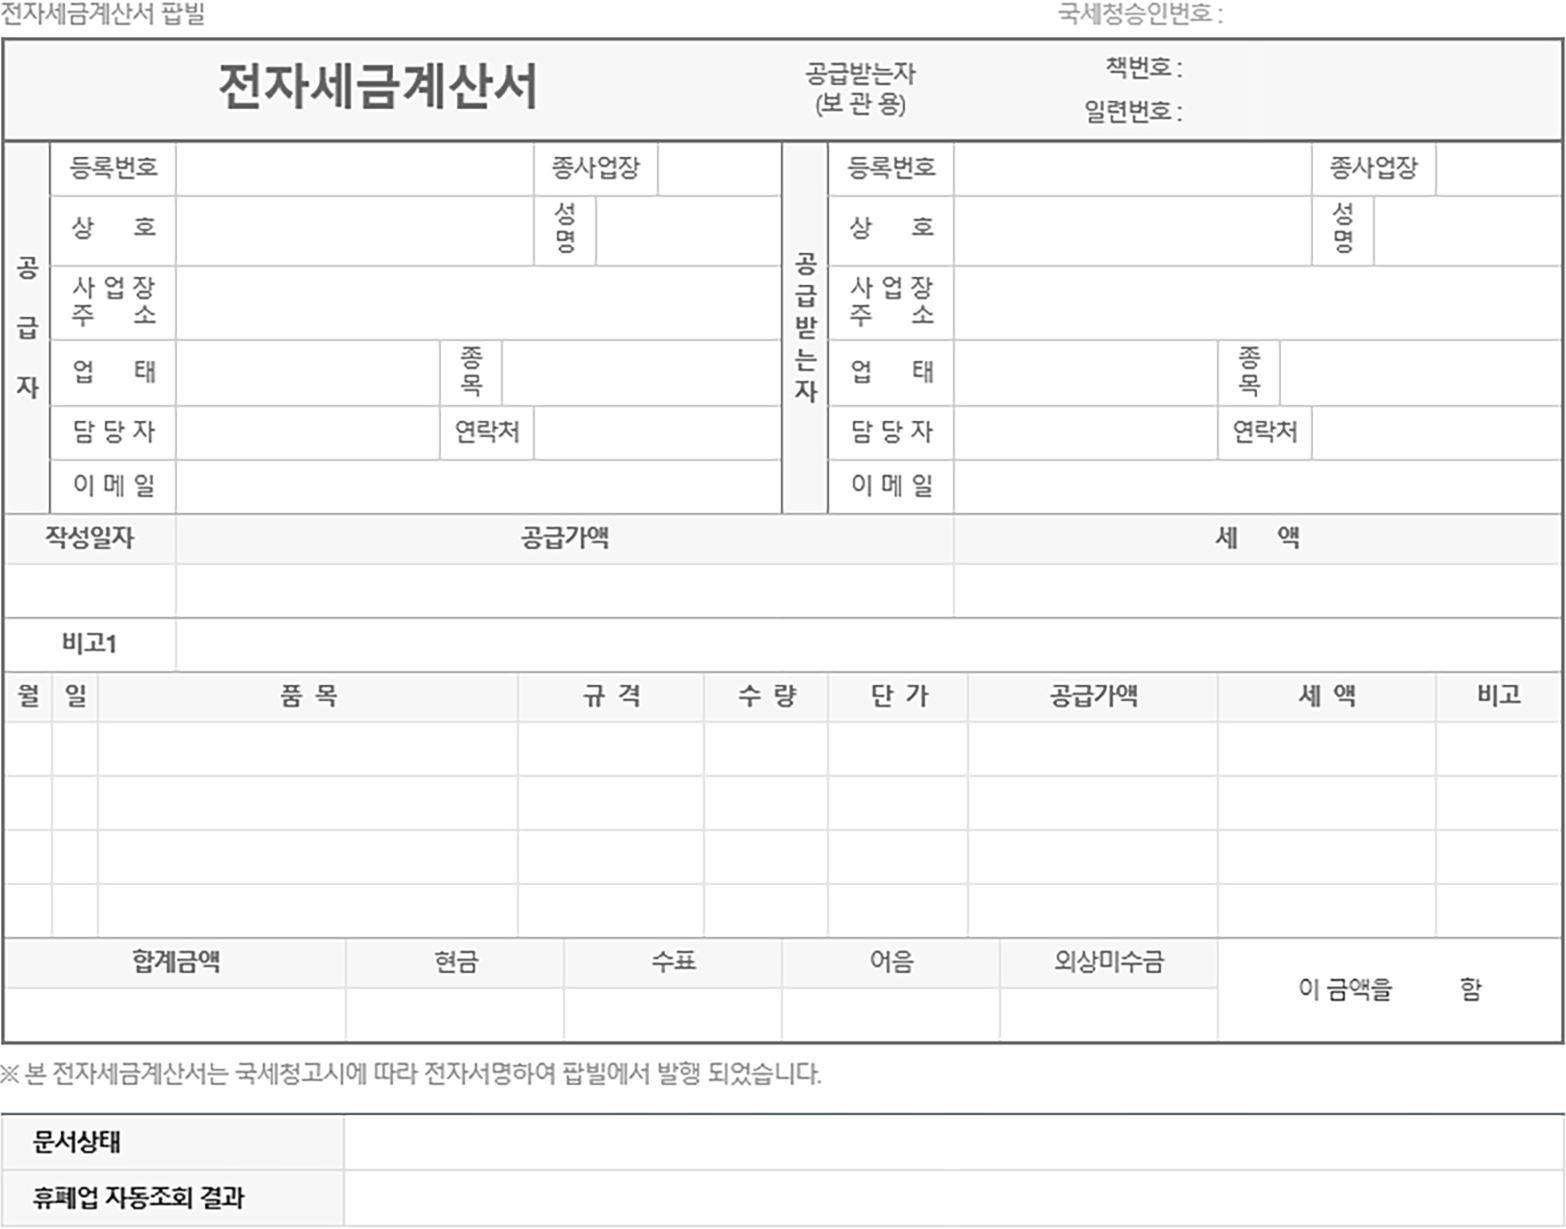 전자세금계산서 팝빌 국세청승인번호 :
전자세금계산서 공급받는자 (보 관 용) 책번호 : 일련번호 :
공급자 공급받는자
등록번호 종사업장 등록번호 종사업장
상 호 성명 상 호 성명
사 업 장 주 소 사 업 장 주 소
업 태 종목 업 태 종목
담 당 자 연락처 담 당 자 연락처
이 메 일 이 메 일
작성일자 공급가액 세 액
비고1
월 일 품 목 규 격 수 량 단 가 공급가액 세 액 비고
합계금액 현금 수표 어음 외상미수금
이 금액을 함
※ 본 전자세금계산서는 국세청고시에 따라 전자서명하여 팝빌에서 발행 되었습니다.
문서상태
휴폐업 자동조회 결과